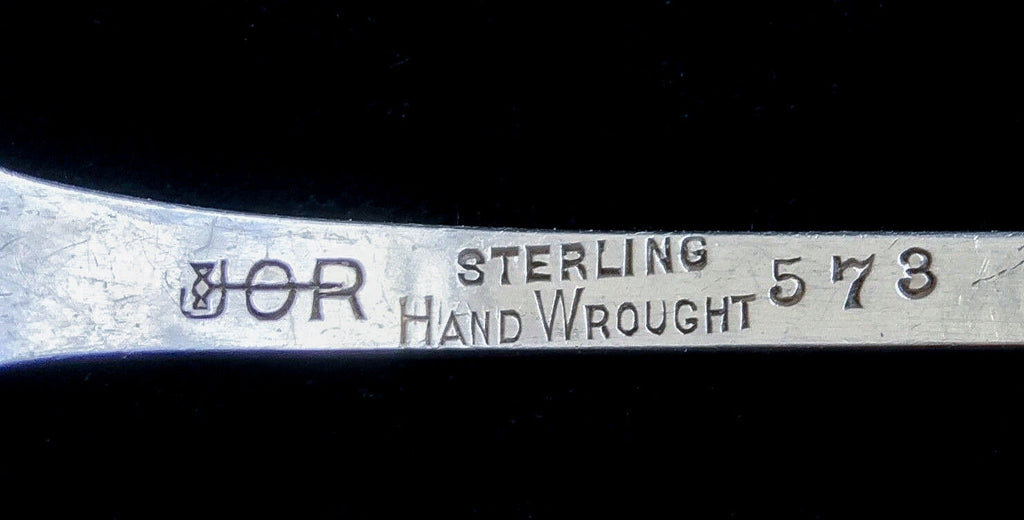 JOR
STERLING
HAND WROUGHT
573